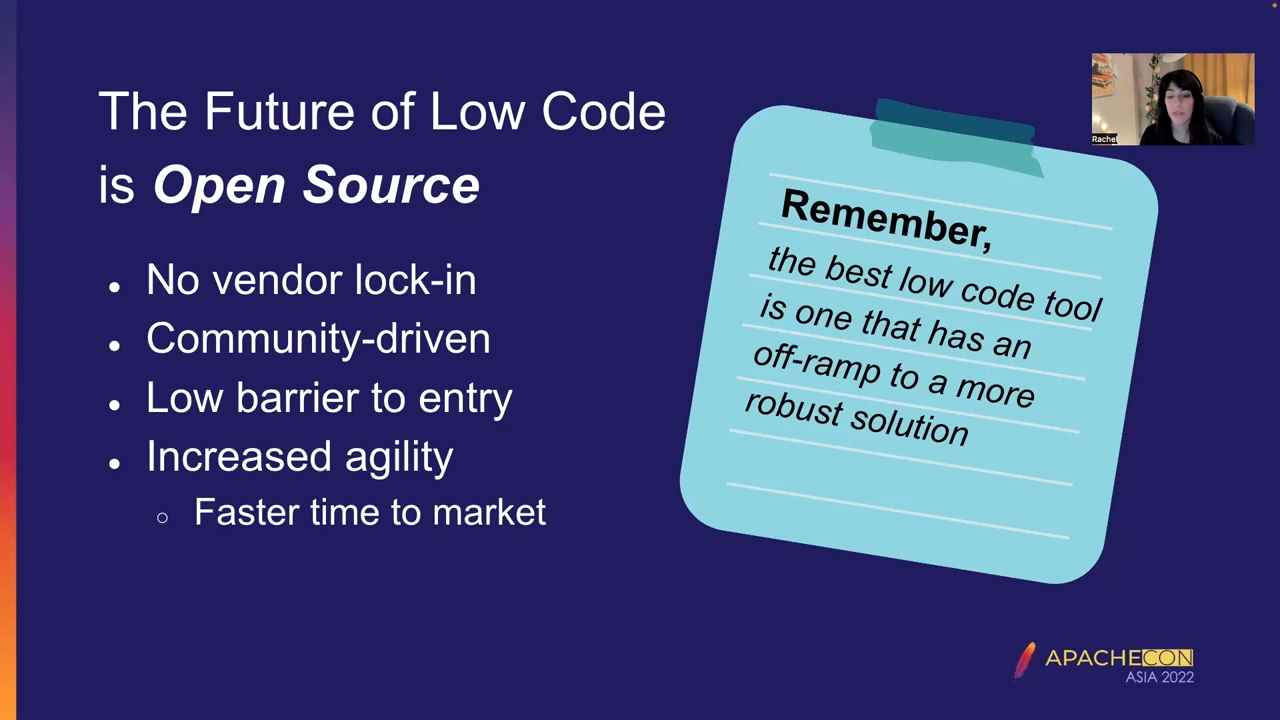 The Future of Low Code
is Open Source
No vendor lock-in
Community-driven
Low barrier to entry
Increased agility
Faster time to market
Remember,
the best low code tool
is one that has an
off-ramp to a more
robust solution
Rachel
APACHECON
ASIA 2022